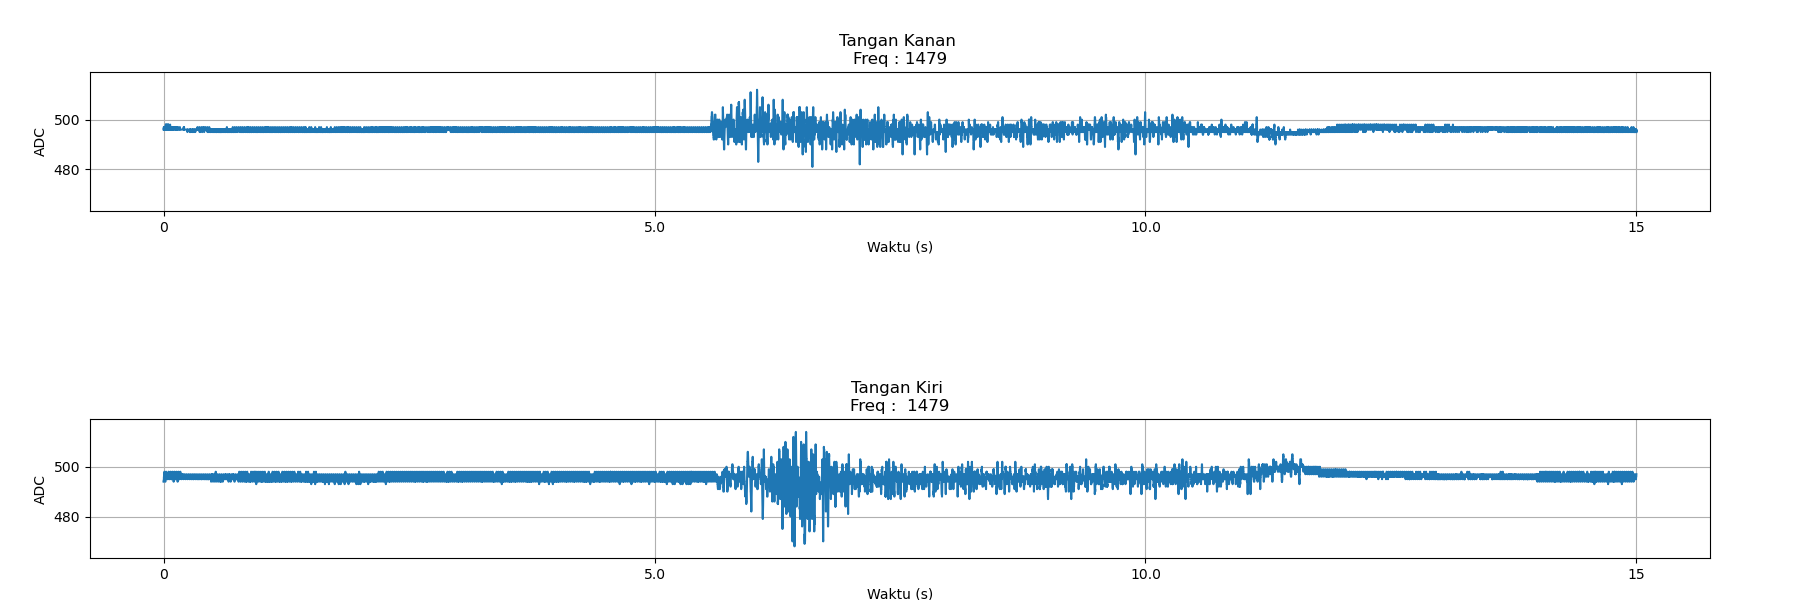 Tangan Kanan
Freq : 1479
ADC
500
480
0 5.0 10.0 15
Waktu (s)
Tangan Kiri
Freq :  1479
ADC
500
480
0 5.0 10.0 15
Waktu (s)